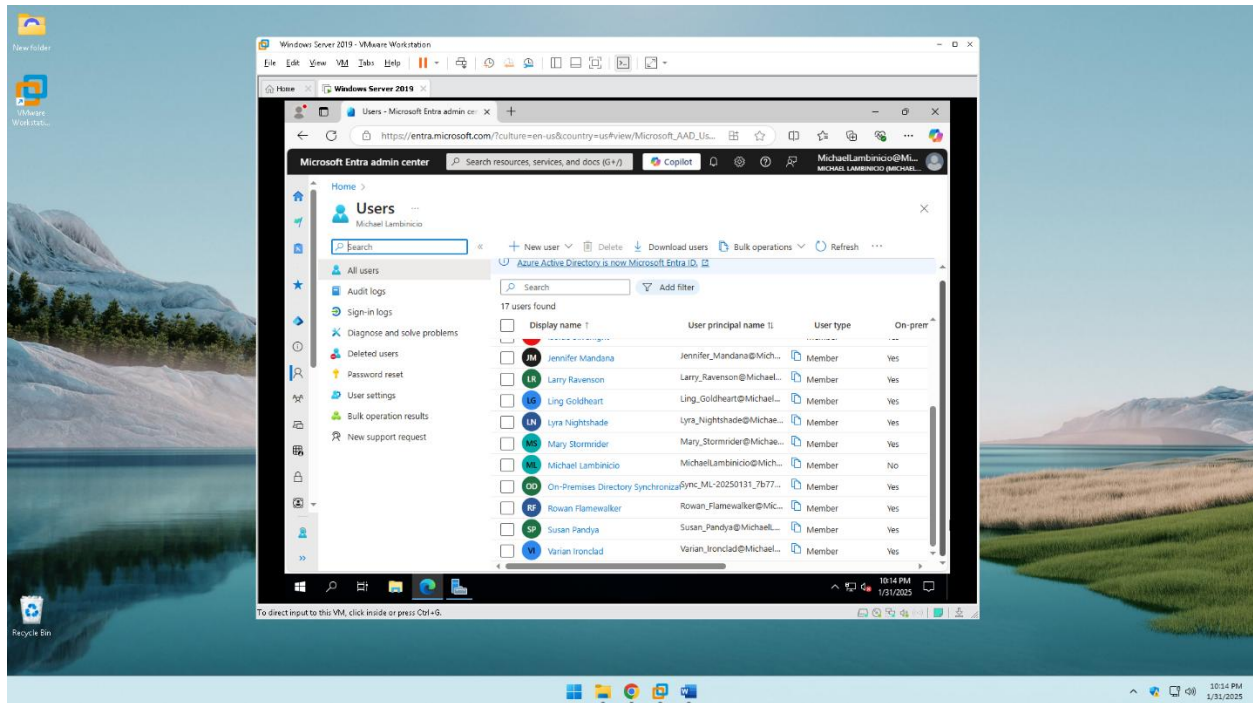 New folder
VMware
Workstati...
Recycle Bin
Windows Server 2019 - VMware Workstation
File Edit View VM Tabs Help
Home
Windows Server 2019
Users - Microsoft Entra admin cen
https://entra.microsoft.com/?culture=en-us&country=us#view/Microsoft_AAD_Us...
Microsoft Entra admin center
Search resources, services, and docs (G+/)
Copilot
MichaelLambinicio@Mi...
MICHAEL LAMBINICIO (MICHAEL...
Home >
Users ...
Michael Lambinicio
Search
All users
Audit logs
Sign-in logs
Diagnose and solve problems
Deleted users
Password reset
User settings
Bulk operation results
New support request
New user Delete Download users Bulk operations Refresh ...
Azure Active Directory is now Microsoft Entra ID.
Search Add filter
17 users found
Display name ↑ User principal name ↑↓ User type On-prem
JM Jennifer Mandana Jennifer_Mandana@Mich... Member Yes
LR Larry Ravenson Larry_Ravenson@Michael... Member Yes
LG Ling Goldheart Ling_Goldheart@Michael... Member Yes
LN Lyra Nightshade Lyra_Nightshade@Michae... Member Yes
MS Mary Stormrider Mary_Stormrider@Michae... Member Yes
ML Michael Lambinicio MichaelLambinicio@Mich... Member No
OD On-Premises Directory Synchronizat Sync_ML-20250131_7b77... Member Yes
RF Rowan Flamewalker Rowan_Flamewalker@Mic... Member Yes
SP Susan Pandya Susan_Pandya@MichaelL... Member Yes
VI Varian Ironclad Varian_Ironclad@Michael... Member Yes
10:14 PM
1/31/2025
To direct input to this VM, click inside or press Ctrl+G.
10:14 PM
1/31/2025